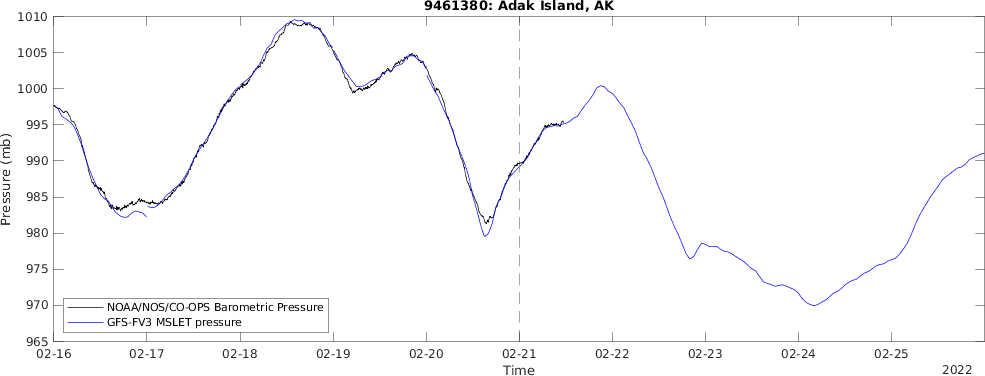 9461380: Adak Island, AK
Pressure (mb)
1010
1005
1000
995
990
985
980
975
970
965
NOAA/NOS/CO-OPS Barometric Pressure
GFS-FV3 MSLET pressure
02-16 02-17 02-18 02-19 02-20 02-21 02-22 02-23 02-24 02-25
Time
2022